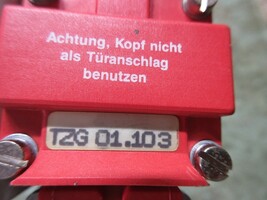 Achtung, Kopf nicht
als Türanschlag
benutzen
TZG 01.103